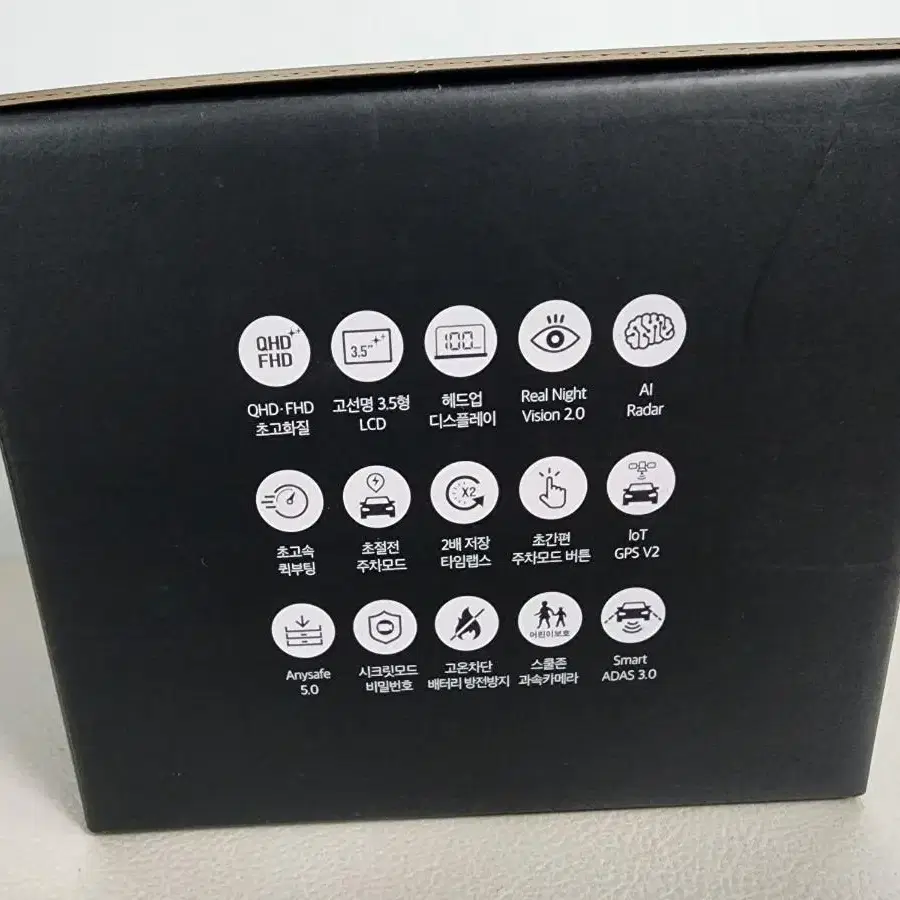 QHD
FHD
3.5"
100
QHD·FHD
초고화질
고선명 3.5형
LCD
헤드업
디스플레이
Real Night
Vision 2.0
AI
Radar
X2
초고속
퀵부팅
초절전
주차모드
2배 저장
타임랩스
초간편
주차모드 버튼
IoT
GPS V2
어린이보호
Anysafe
5.0
시크릿모드
비밀번호
고온차단
배터리 방전방지
스쿨존
과속카메라
Smart
ADAS 3.0